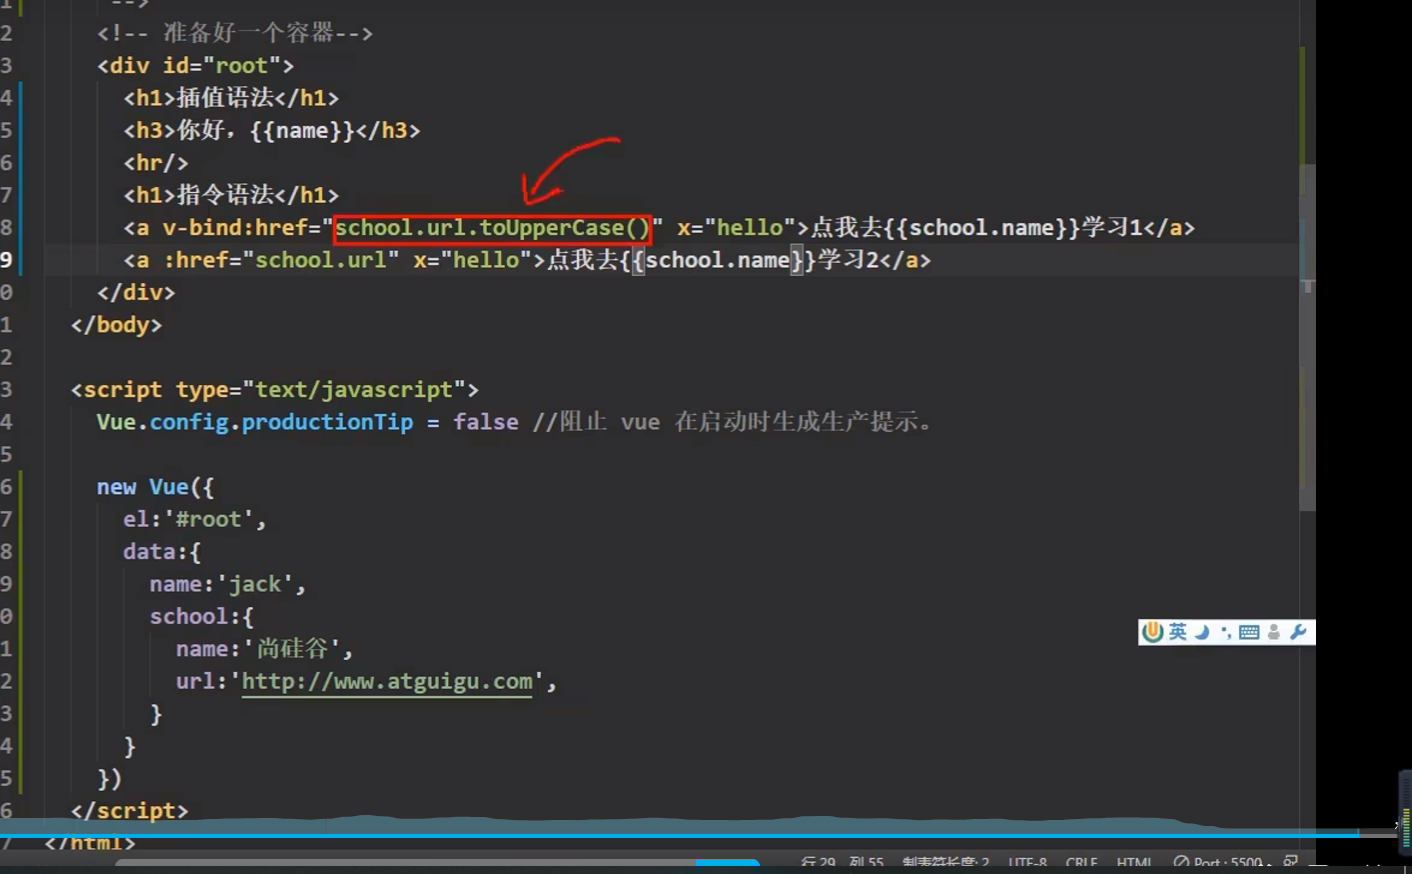 1 -->
2 <!-- 准备好一个容器-->
3 <div id="root">
4 <h1>插值语法</h1>
5 <h3>你好，{{name}}</h3>
6 <hr/>
7 <h1>指令语法</h1>
8 <a v-bind:href="school.url.toUpperCase()" x="hello">点我去{{school.name}}学习1</a>
9 <a :href="school.url" x="hello">点我去{{school.name}}学习2</a>
0 </div>
1 </body>
2
3 <script type="text/javascript">
4 Vue.config.productionTip = false //阻止 vue 在启动时生成生产提示。
5
6 new Vue({
7 el:'#root',
8 data:{
9 name:'jack',
0 school:{
1 name:'尚硅谷',
英
2 url:'http://www.atguigu.com',
3 }
4 }
5 })
6 </script>
7 </html>
行 29, 列 55 制表符长度: 2 UTF-8 CRLF HTML Port : 5500